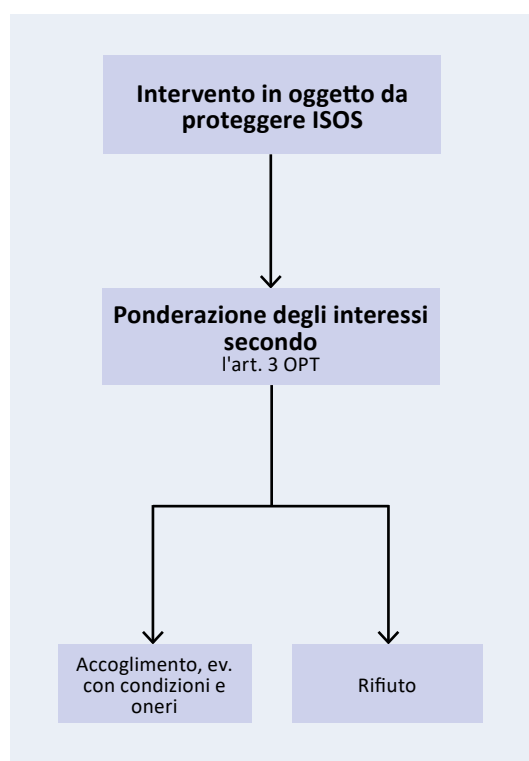 Intervento in oggetto da
proteggere ISOS
Ponderazione degli interessi
secondo
l'art. 3 OPT
Accoglimento, ev.
con condizioni e
oneri
Rifiuto